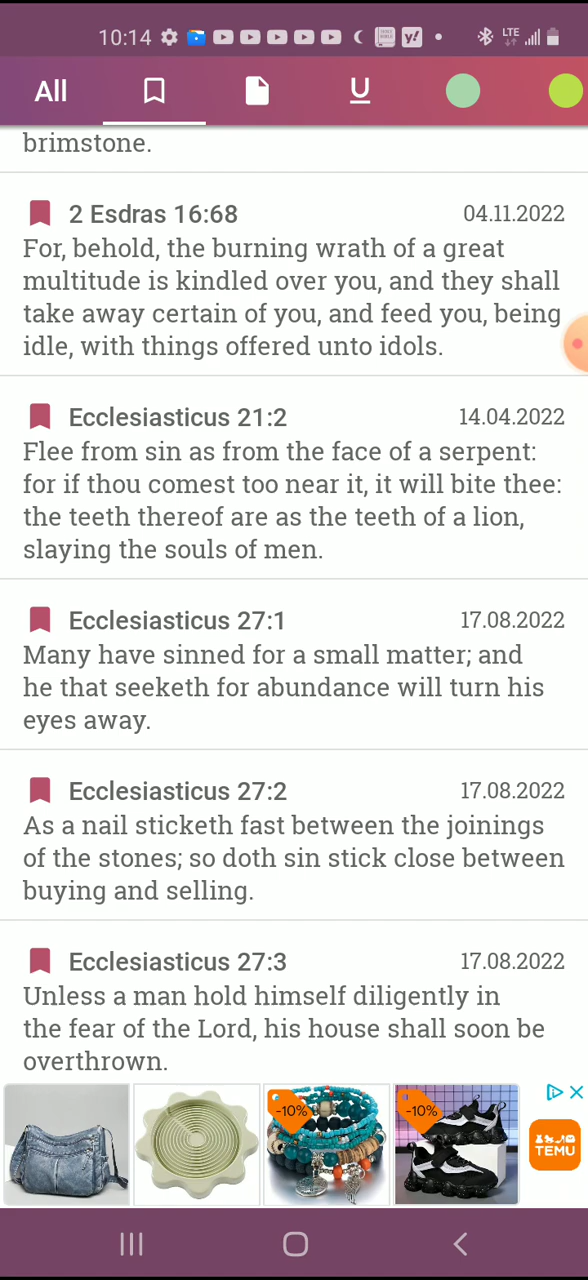 10:14
LTE
All
U
brimstone.
2 Esdras 16:68
04.11.2022
For, behold, the burning wrath of a great
multitude is kindled over you, and they shall
take away certain of you, and feed you, being
idle, with things offered unto idols.
Ecclesiasticus 21:2
14.04.2022
Flee from sin as from the face of a serpent:
for if thou comest too near it, it will bite thee:
the teeth thereof are as the teeth of a lion,
slaying the souls of men.
Ecclesiasticus 27:1
17.08.2022
Many have sinned for a small matter; and
he that seeketh for abundance will turn his
eyes away.
Ecclesiasticus 27:2
17.08.2022
As a nail sticketh fast between the joinings
of the stones; so doth sin stick close between
buying and selling.
Ecclesiasticus 27:3
17.08.2022
Unless a man hold himself diligently in
the fear of the Lord, his house shall soon be
overthrown.
-10%
-10%
TEMU